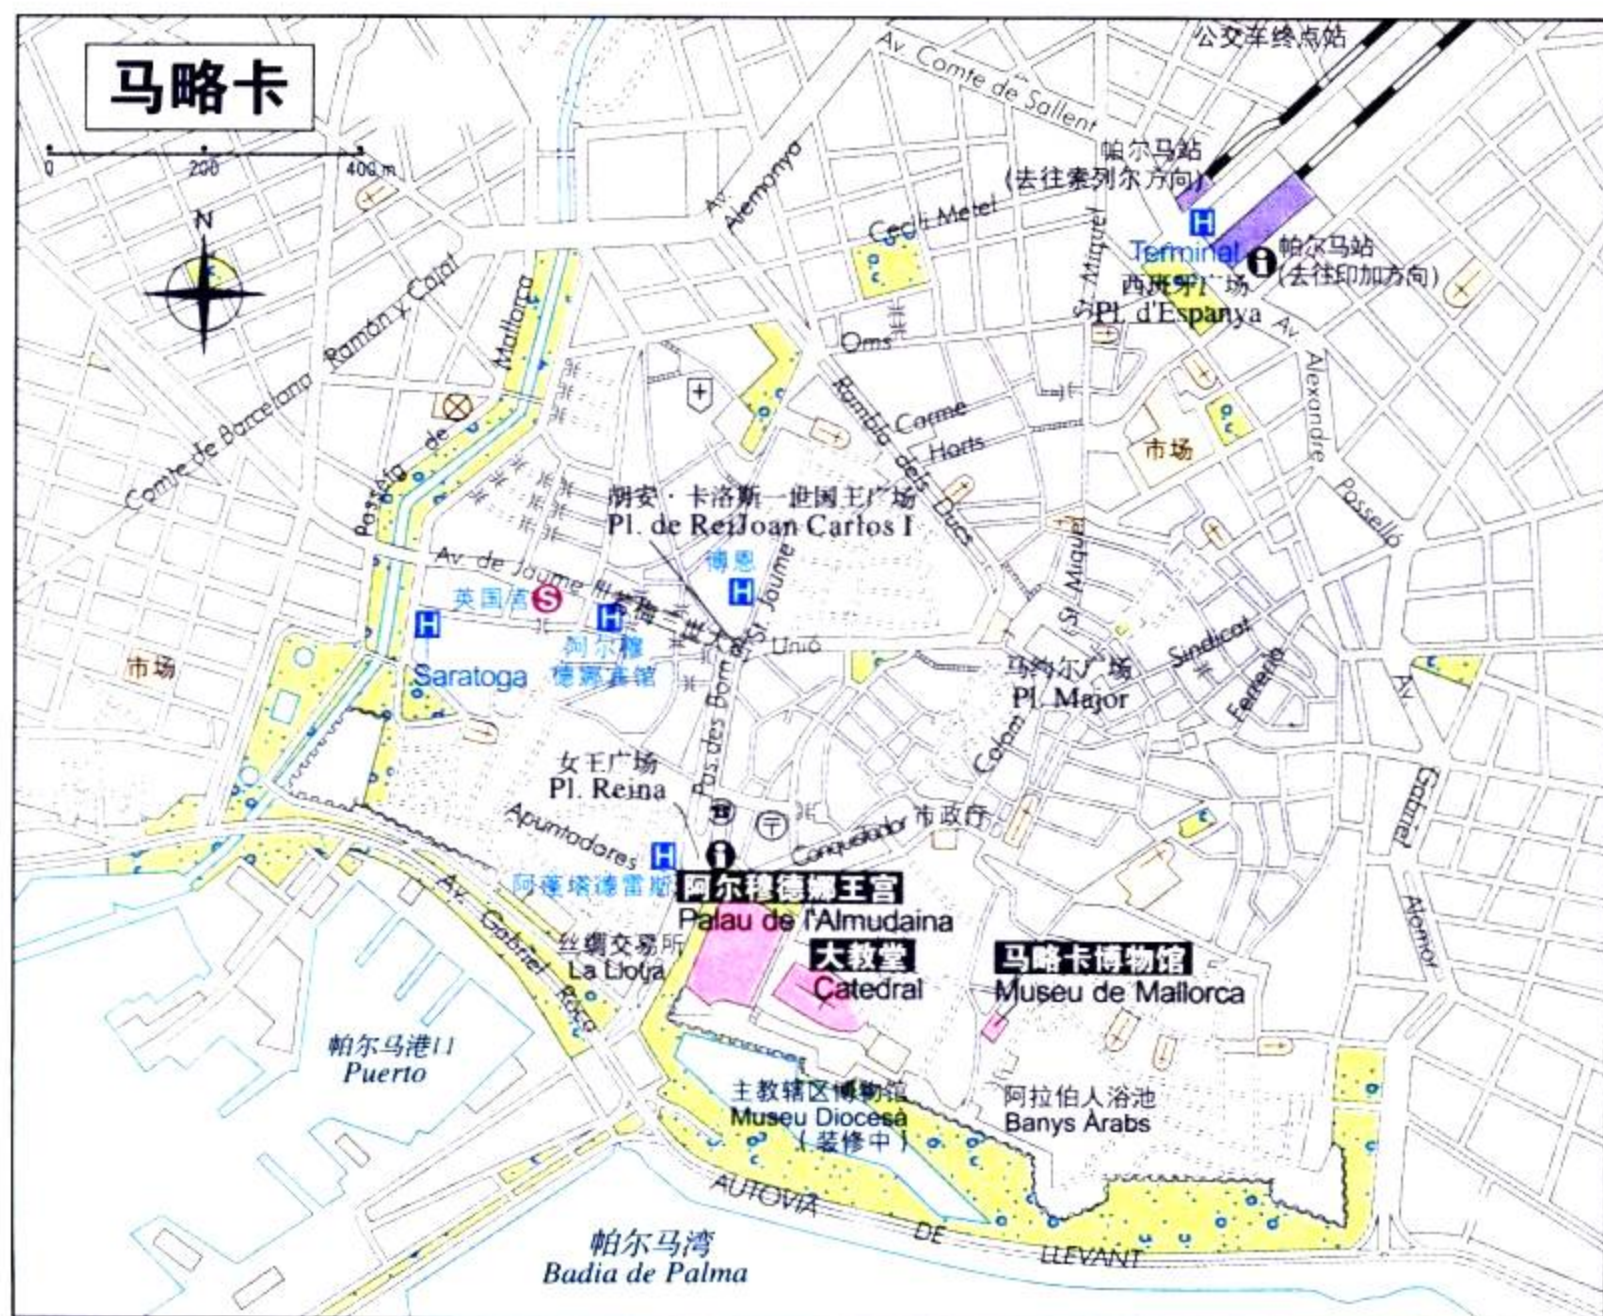 马略卡
0 200 400 m
N
公交车终点站
Av. Comte de Sallent
帕尔马站
(去往索列尔方向)
Av. Alemonya
Cecili Metel
St. Miquel
H
Terminal
i
帕尔马站
(去往印加方向)
西班牙广场
Pl. d'Espanya
Comte de Barcelona
Ramón y Cajat
Passeig de Mallorca
Oms
Rambla dels Ducs
Carme
Horts
市场
Av. Alexandre Posselló
胡安·卡洛斯一世国王广场
Pl. de Rei Joan Carlos I
Av. de Jaume III
博恩
H
St. Jaume
St. Miquel
英国宫
S
H
H
Saratoga
阿尔穆
德娜宾馆
Unió
市场
马约尔广场
Pl. Major
Sindicat
Ferreria
Colom
Pas. des Born
女王广场
Pl. Reina
Apuntadores
Conquetador
市政厅
H
i
阿蓬塔德雷斯
阿尔穆德娜王宫
Palau de l'Almudaina
Av. Gabriel Roca
丝绸交易所
La Llotja
大教堂
Catedral
马略卡博物馆
Museu de Mallorca
Av. Gabriel Alomar
帕尔马港口
Puerto
主教辖区博物馆
Museu Diocesà
(装修中)
阿拉伯人浴池
Banys Àrabs
AUTOVIA DE LLEVANT
帕尔马湾
Badia de Palma